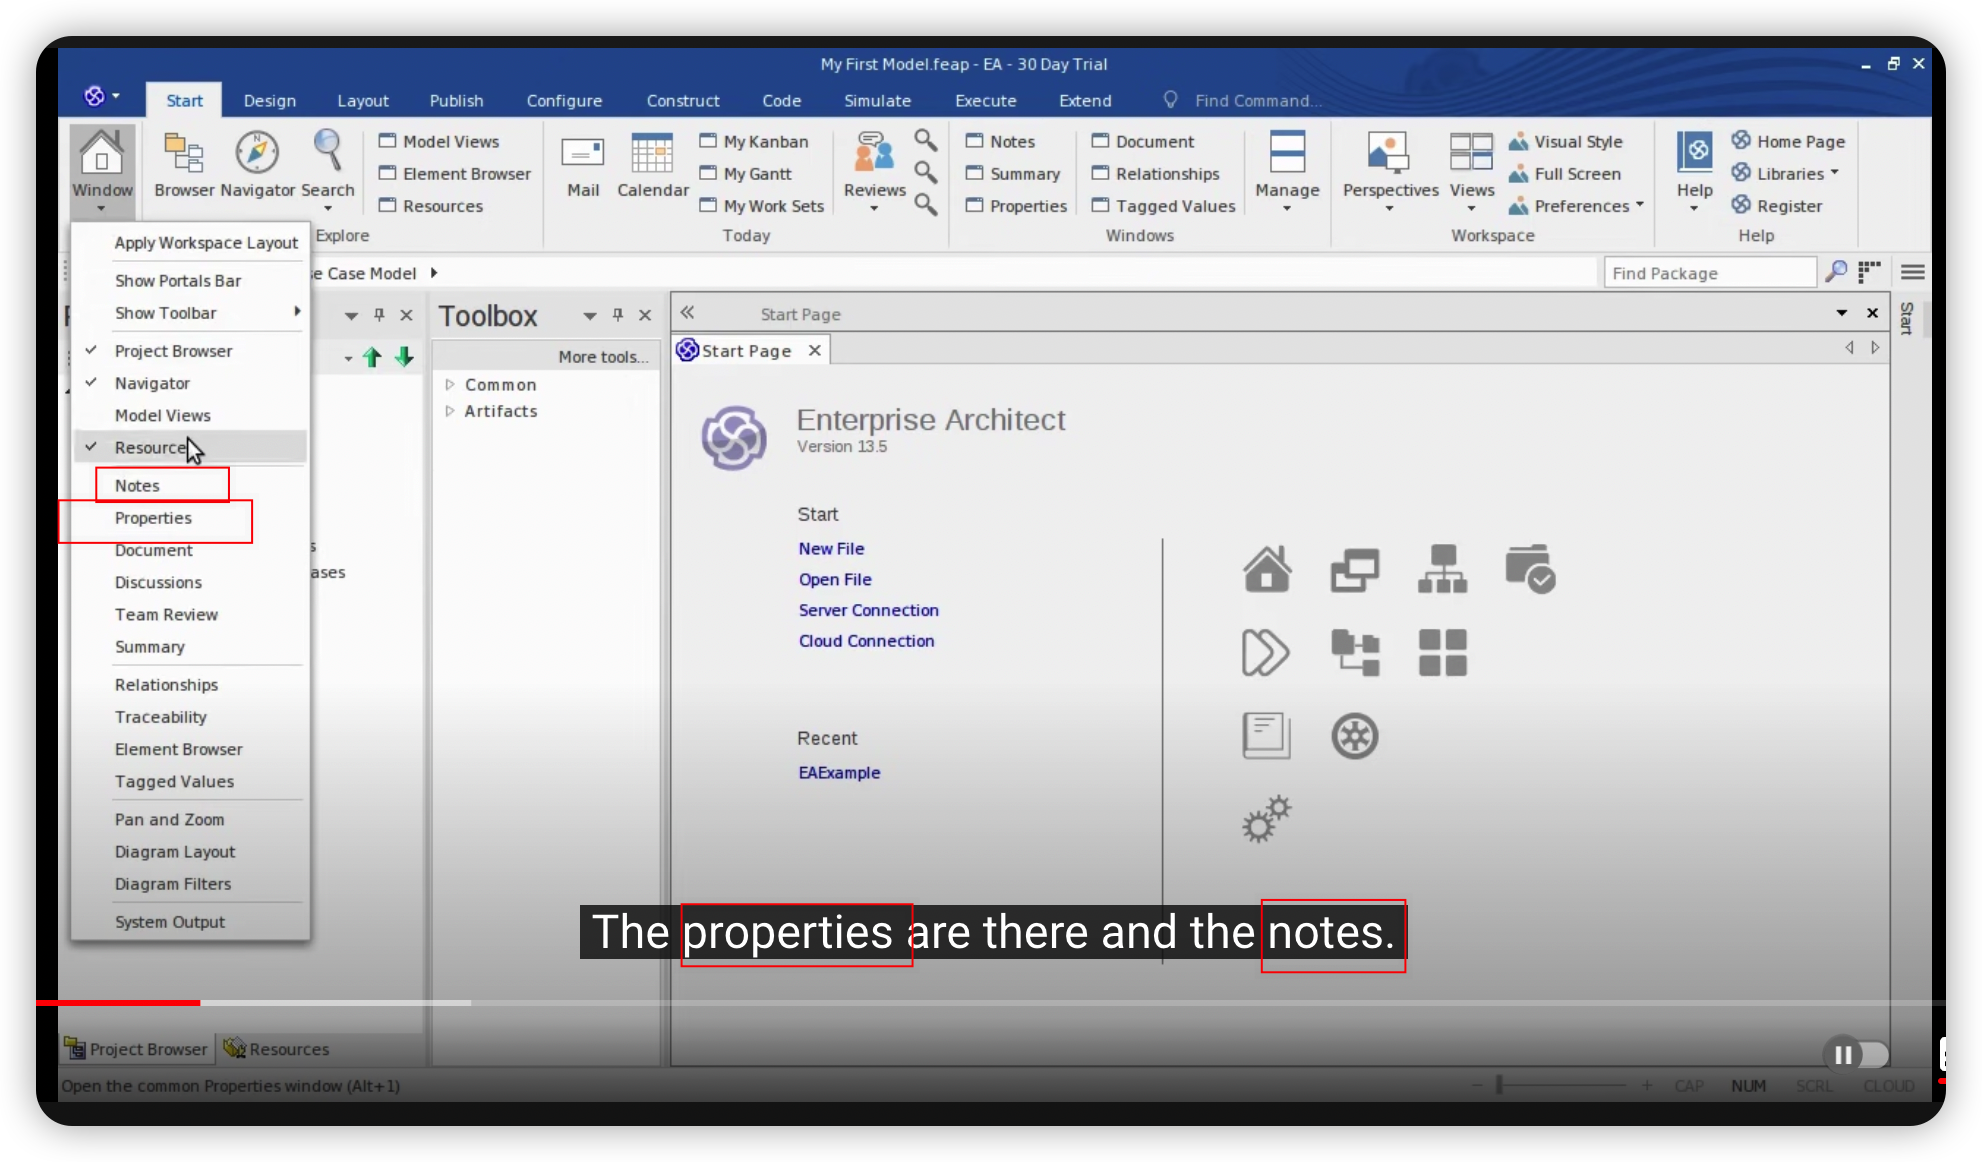 My First Model.feap - EA - 30 Day Trial
Start Design Layout Publish Configure Construct Code Simulate Execute Extend Find Command...
Window
Browser Navigator Search
Model Views
Element Browser
Resources
Explore
Mail Calendar
My Kanban
My Gantt
My Work Sets
Reviews
Today
Notes
Summary
Properties
Document
Relationships
Tagged Values
Manage
Windows
Perspectives Views
Visual Style
Full Screen
Preferences
Workspace
Help
Home Page
Libraries
Register
Help
Apply Workspace Layout
Show Portals Bar
Show Toolbar
Project Browser
Navigator
Model Views
Resource
Notes
Properties
Document
Discussions
Team Review
Summary
Relationships
Traceability
Element Browser
Tagged Values
Pan and Zoom
Diagram Layout
Diagram Filters
System Output
e Case Model
Find Package
Toolbox
More tools...
Common
Artifacts
Start Page
Start
Start Page
Enterprise Architect
Version 13.5
Start
New File
Open File
Server Connection
Cloud Connection
Recent
EAExample
s
ases
The properties are there and the notes.
Project Browser Resources
Open the common Properties window (Alt+1)
CAP NUM SCRL CLOUD